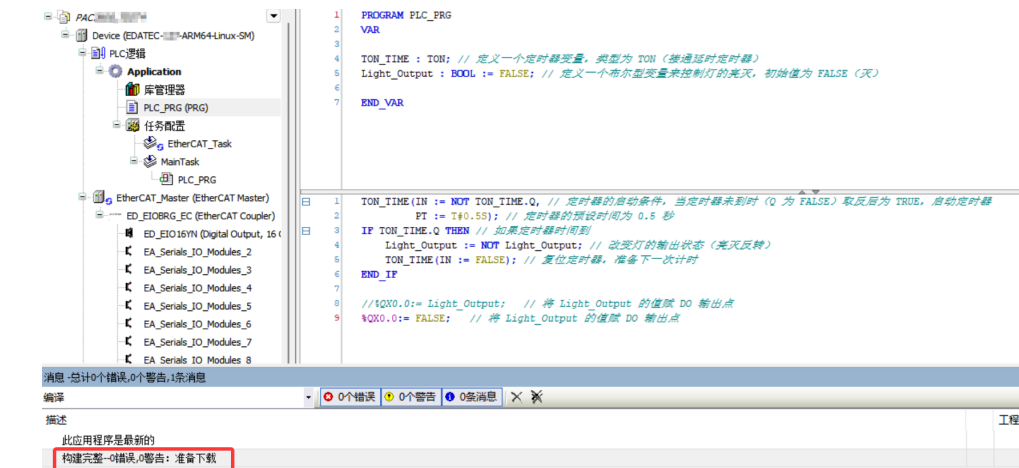 PAC
Device (EDATEC-
-ARM64-Linux-SM)
PLC逻辑
Application
库管理器
PLC_PRG (PRG)
任务配置
EtherCAT_Task
MainTask
PLC_PRG
EtherCAT_Master (EtherCAT Master)
ED_EIOBRG_EC (EtherCAT Coupler)
ED_EIO16YN (Digital Output, 16 (
EA_Serials_IO_Modules_2
EA_Serials_IO_Modules_3
EA_Serials_IO_Modules_4
EA_Serials_IO_Modules_5
EA_Serials_IO_Modules_6
EA_Serials_IO_Modules_7
EA_Serials_IO_Modules_8
1 PROGRAM PLC_PRG
2 VAR
3
4 TON_TIME : TON; // 定义一个定时器变量，类型为 TON（接通延时定时器）
5 Light_Output : BOOL := FALSE; // 定义一个布尔型变量来控制灯的亮灭，初始值为 FALSE（灭）
6
7 END_VAR
1 TON_TIME(IN := NOT TON_TIME.Q, // 定时器的启动条件，当定时器未到时（Q 为 FALSE）取反后为 TRUE，启动定时器
2 PT := T#0.5S); // 定时器的预设时间为 0.5 秒
3 IF TON_TIME.Q THEN // 如果定时器时间到
4 Light_Output := NOT Light_Output; // 改变灯的输出状态（亮灭反转）
5 TON_TIME(IN := FALSE); // 复位定时器，准备下一次计时
6 END_IF
7
8 //%QX0.0:= Light_Output; // 将 Light_Output 的值赋 DO 输出点
9 %QX0.0:= FALSE; // 将 Light_Output 的值赋 DO 输出点
消息 -总计0个错误,0个警告,1条消息
编译
0个错误 0个警告 0条消息
描述 工程
此应用程序是最新的
构建完整--0错误,0警告：准备下载